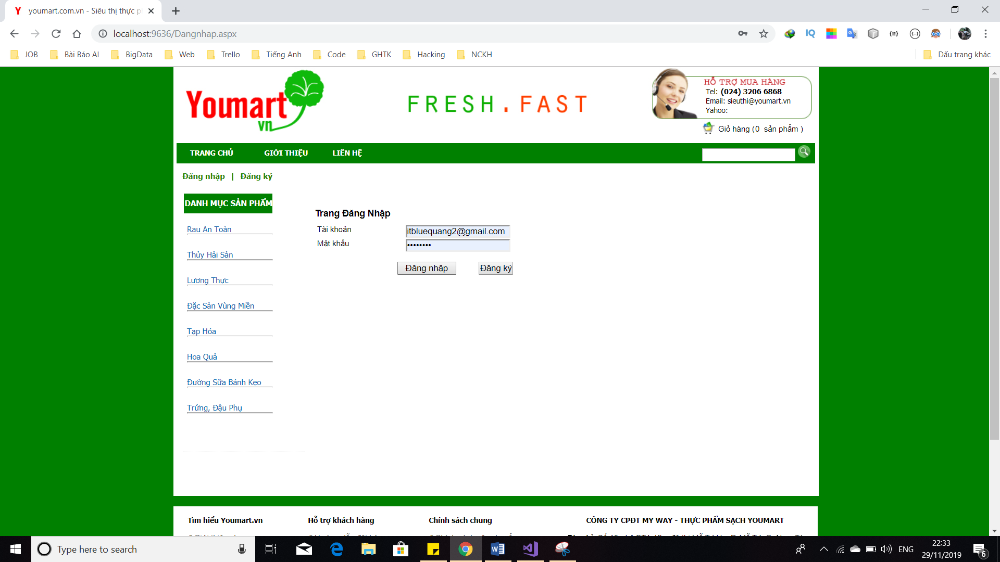 youmart.com.vn - Siêu thị thực p
localhost:9636/Dangnhap.aspx
IQ
JOB
Bài Báo AI
BigData
Web
Trello
Tiếng Anh
Code
GHTK
Hacking
NCKH
Dấu trang khác
Youmart
vn
FRESH.FAST
HỖ TRỢ MUA HÀNG
Tel: (024) 3206 6868
Email: sieuthi@youmart.vn
Yahoo:
Giỏ hàng (0 sản phẩm )
TRANG CHỦ
GIỚI THIỆU
LIÊN HỆ
Đăng nhập | Đăng ký
DANH MỤC SẢN PHẨM
Rau An Toàn
Thủy Hải Sản
Lương Thực
Đặc Sản Vùng Miền
Tạp Hóa
Hoa Quả
Đường Sữa Bánh Kẹo
Trứng, Đậu Phụ
Trang Đăng Nhập
Tài khoản
itbluequang2@gmail.com
Mật khẩu
••••••••
Đăng nhập
Đăng ký
Tìm hiểu Youmart.vn
Hỗ trợ khách hàng
Chính sách chung
CÔNG TY CPĐT MY WAY - THỰC PHẨM SẠCH YOUMART
Type here to search
ENG
22:33
29/11/2019
6